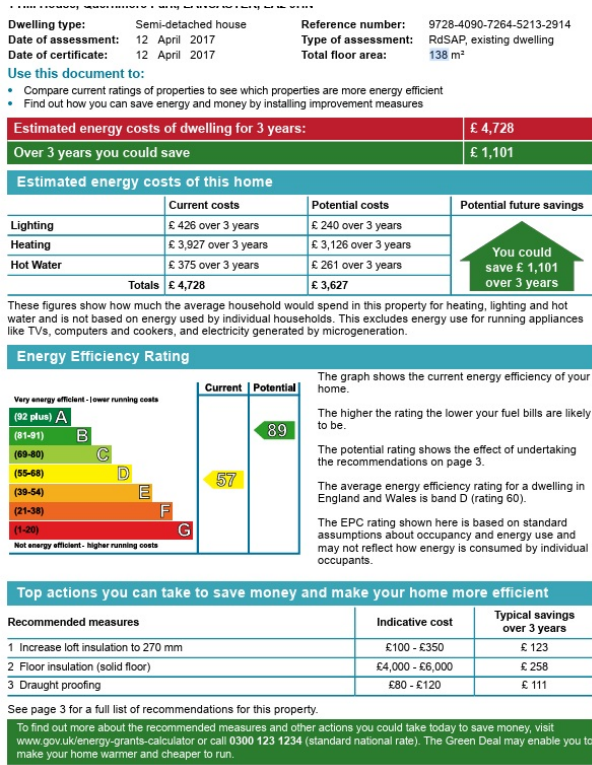 Dwelling type: Semi-detached house Reference number: 9728-4090-7264-5213-2914
Date of assessment: 12 April 2017 Type of assessment: RdSAP, existing dwelling
Date of certificate: 12 April 2017 Total floor area: 138 m²
Use this document to:
• Compare current ratings of properties to see which properties are more energy efficient
• Find out how you can save energy and money by installing improvement measures
Estimated energy costs of dwelling for 3 years: £ 4,728
Over 3 years you could save £ 1,101
Estimated energy costs of this home
Current costs Potential costs Potential future savings
Lighting £ 426 over 3 years £ 240 over 3 years
Heating £ 3,927 over 3 years £ 3,126 over 3 years
Hot Water £ 375 over 3 years £ 261 over 3 years
Totals £ 4,728 £ 3,627
You could
save £ 1,101
over 3 years
These figures show how much the average household would spend in this property for heating, lighting and hot
water and is not based on energy used by individual households. This excludes energy use for running appliances
like TVs, computers and cookers, and electricity generated by microgeneration.
Energy Efficiency Rating
Current Potential
Very energy efficient - lower running costs
(92 plus) A
(81-91) B
(69-80) C
(55-68) D
(39-54) E
(21-38) F
(1-20) G
Not energy efficient - higher running costs
57
89
The graph shows the current energy efficiency of your
home.
The higher the rating the lower your fuel bills are likely
to be.
The potential rating shows the effect of undertaking
the recommendations on page 3.
The average energy efficiency rating for a dwelling in
England and Wales is band D (rating 60).
The EPC rating shown here is based on standard
assumptions about occupancy and energy use and
may not reflect how energy is consumed by individual
occupants.
Top actions you can take to save money and make your home more efficient
Recommended measures Indicative cost Typical savings
over 3 years
1 Increase loft insulation to 270 mm £100 - £350 £ 123
2 Floor insulation (solid floor) £4,000 - £6,000 £ 258
3 Draught proofing £80 - £120 £ 111
See page 3 for a full list of recommendations for this property.
To find out more about the recommended measures and other actions you could take today to save money, visit
www.gov.uk/energy-grants-calculator or call 0300 123 1234 (standard national rate). The Green Deal may enable you to
make your home warmer and cheaper to run.